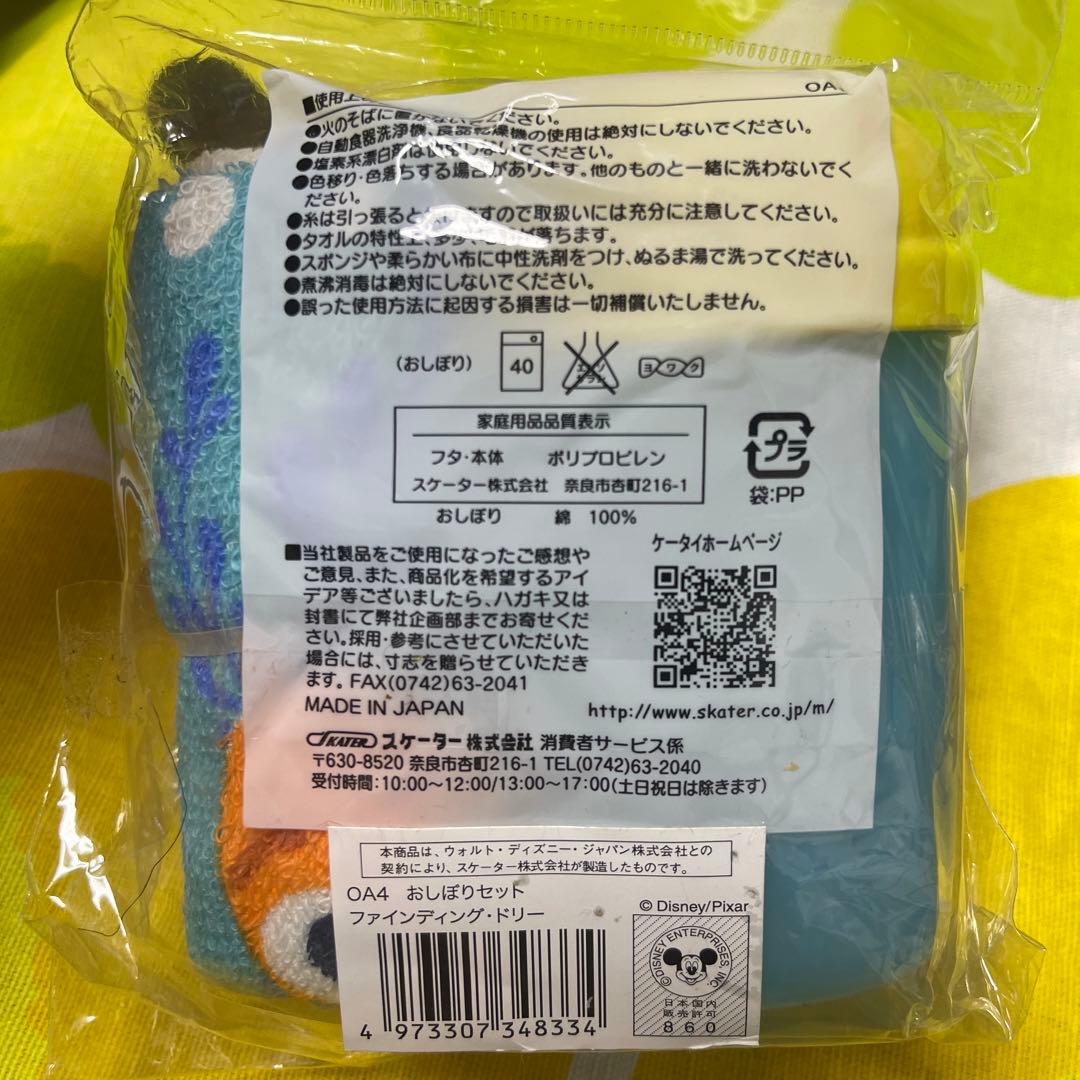 ■使用上
OA
●火のそばに置かないでください。
●自動食器洗浄機、食器乾燥機の使用は絶対にしないでください。
●塩素系漂白剤は使用しないでください。
●色移り・色落ちする場合があります。他のものと一緒に洗わないでく
ださい。
●糸は引っ張ると ますので取扱いには充分に注意してください。
●タオルの特性上、多少 落ちます。
●スポンジや柔らかい布に中性洗剤をつけ、ぬるま湯で洗ってください。
●煮沸消毒は絶対にしないでください。
●誤った使用方法に起因する損害は一切補償いたしません。
(おしぼり) 40 エンソサラシ ヨワク
家庭用品品質表示
フタ・本体 ポリプロピレン
スケーター株式会社 奈良市杏町216-1
おしぼり 綿 100%
プラ
袋:PP
ケータイホームページ
■当社製品をご使用になったご感想や
ご意見、また、商品化を希望するアイ
デア等ございましたら、ハガキ又は
封書にて弊社企画部までお寄せくだ
さい。採用・参考にさせていただいた
場合には、寸志を贈らせていただき
ます。FAX(0742)63-2041
MADE IN JAPAN
http://www.skater.co.jp/m/
SKATER スケーター株式会社 消費者サービス係
〒630-8520 奈良市杏町216-1 TEL(0742)63-2040
受付時間:10:00~12:00/13:00~17:00(土日祝日は除きます)
本商品は、ウォルト・ディズニー・ジャパン株式会社との
契約により、スケーター株式会社が製造したものです。
OA4 おしぼりセット
ファインディング・ドリー
© Disney/Pixar
©DISNEY ENTERPRISES, INC.
日本国内
販売許可
860
4 973307 348334